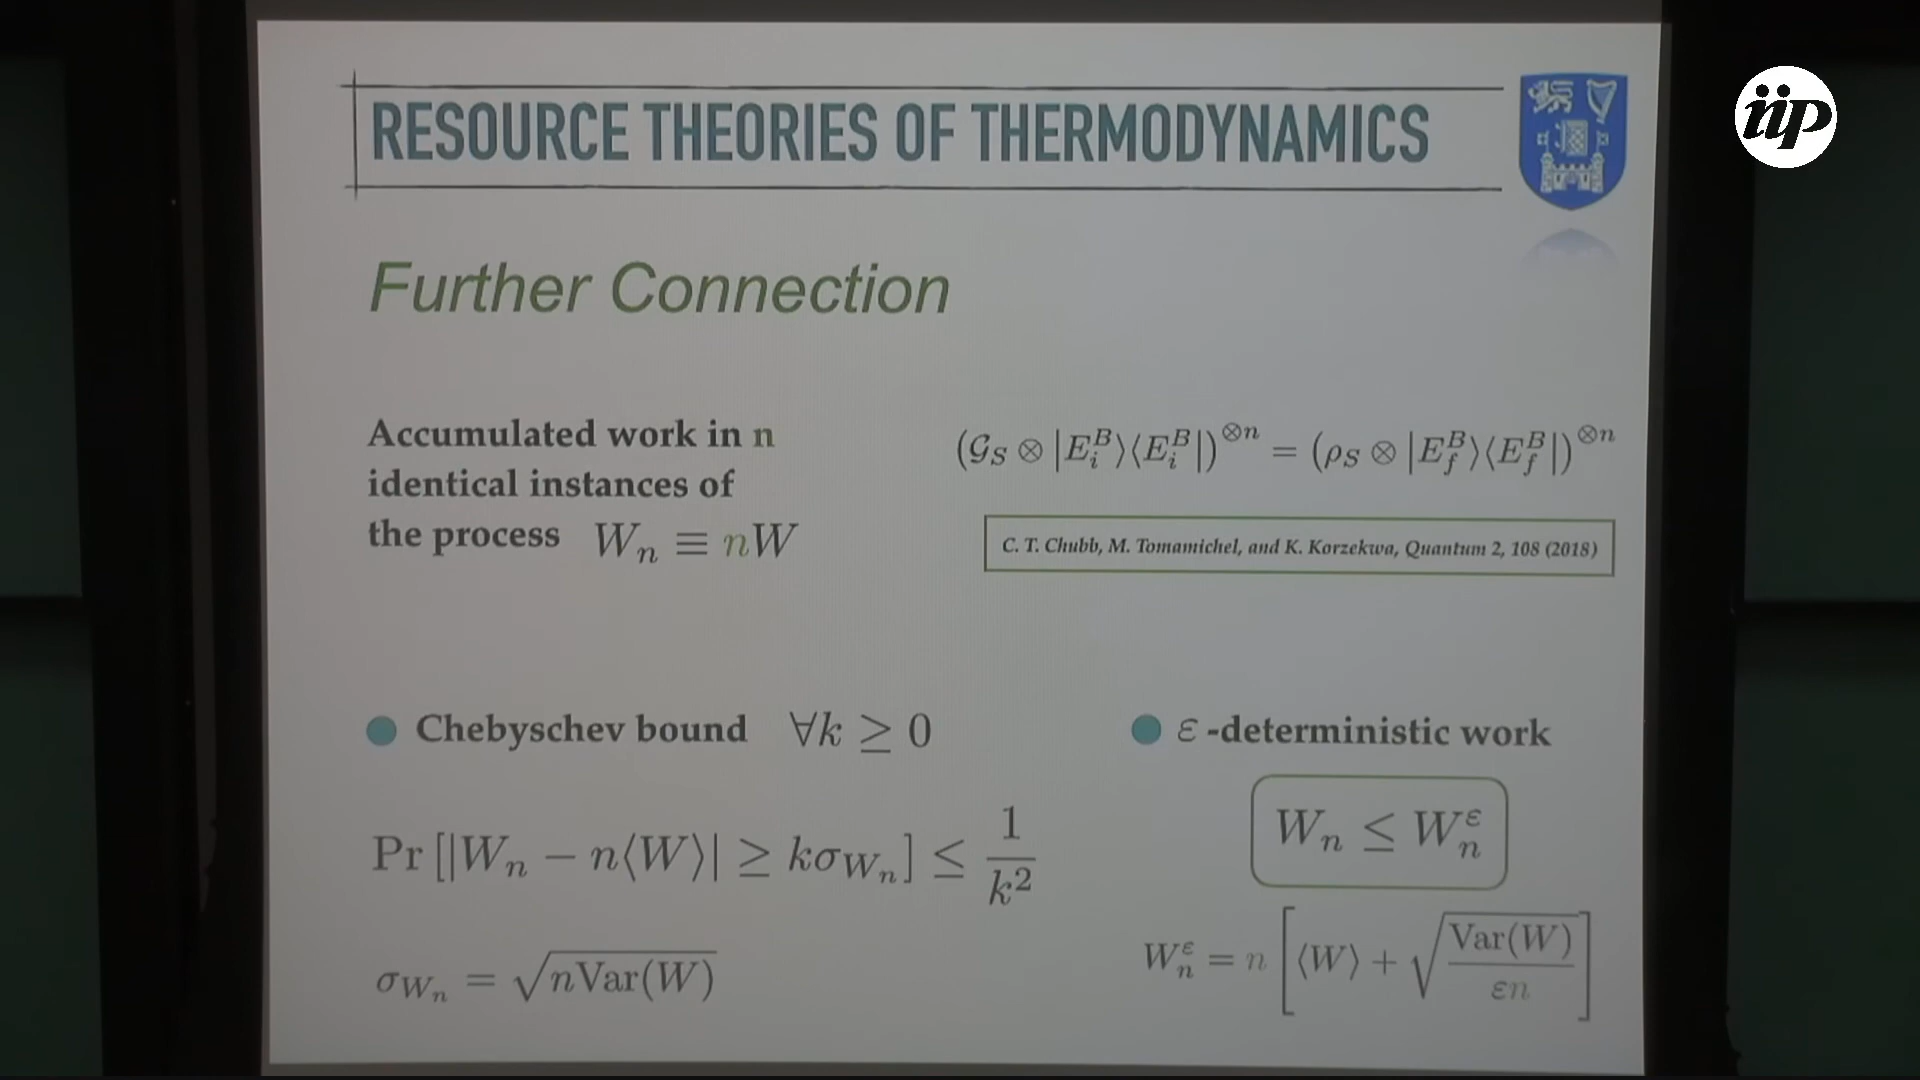 RESOURCE THEORIES OF THERMODYNAMICS
iip
Further Connection
Accumulated work in n
identical instances of
the process W_n ≡ nW
(𝒢_S ⊗ |E_i^B⟩⟨E_i^B|)^{⊗n} = (ρ_S ⊗ |E_f^B⟩⟨E_f^B|)^{⊗n}
C. T. Chubb, M. Tomamichel, and K. Korzekwa, Quantum 2, 108 (2018)
Chebyschev bound ∀k ≥ 0
Pr [|W_n − n⟨W⟩| ≥ kσ_{W_n}] ≤ 1/k²
σ_{W_n} = √(nVar(W))
ε -deterministic work
W_n ≤ W_n^ε
W_n^ε = n [⟨W⟩ + √(Var(W)/(εn))]